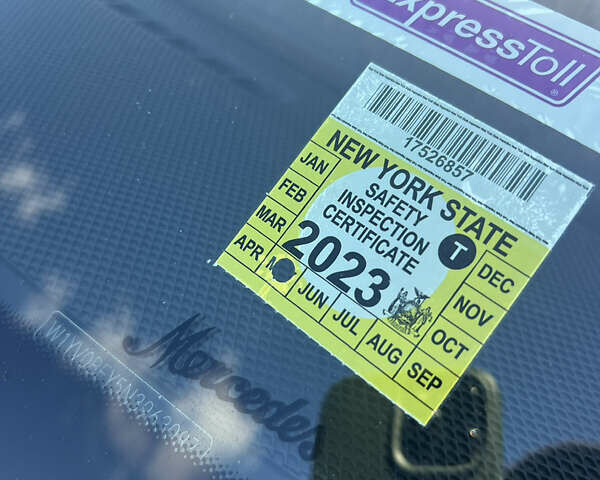 ExpressToll®
17526857
NEW YORK STATE
SAFETY
INSPECTION
CERTIFICATE
T
2023
JAN
FEB
MAR
APR
M
JUN
JUL
AUG
SEP
OCT
NOV
DEC
Mercedes